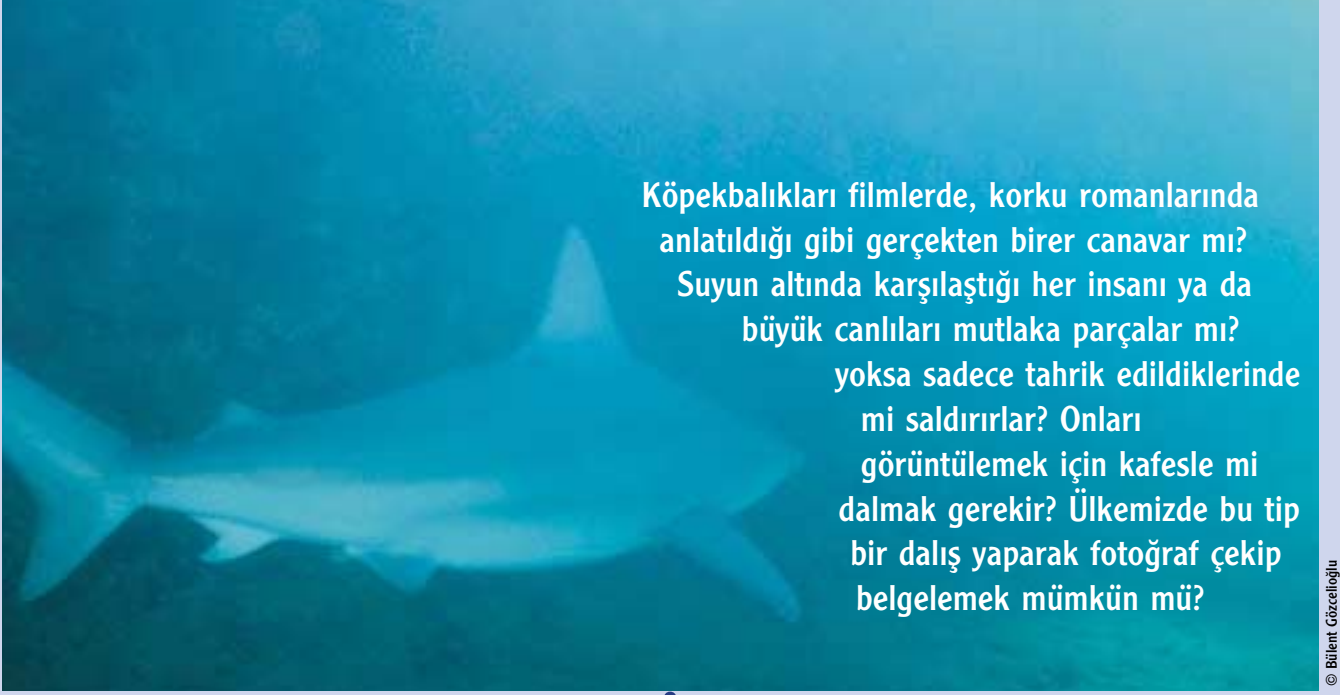 Köpekbalıkları filmlerde, korku romanlarında
anlatıldığı gibi gerçekten birer canavar mı?
Suyun altında karşılaştığı her insanı ya da
büyük canlıları mutlaka parçalar mı?
yoksa sadece tahrik edildiklerinde
mi saldırırlar? Onları
görüntülemek için kafesle mi
dalmak gerekir? Ülkemizde bu tip
bir dalış yaparak fotoğraf çekip
belgelemek mümkün mü?
© Bülent Gözcelioğlu